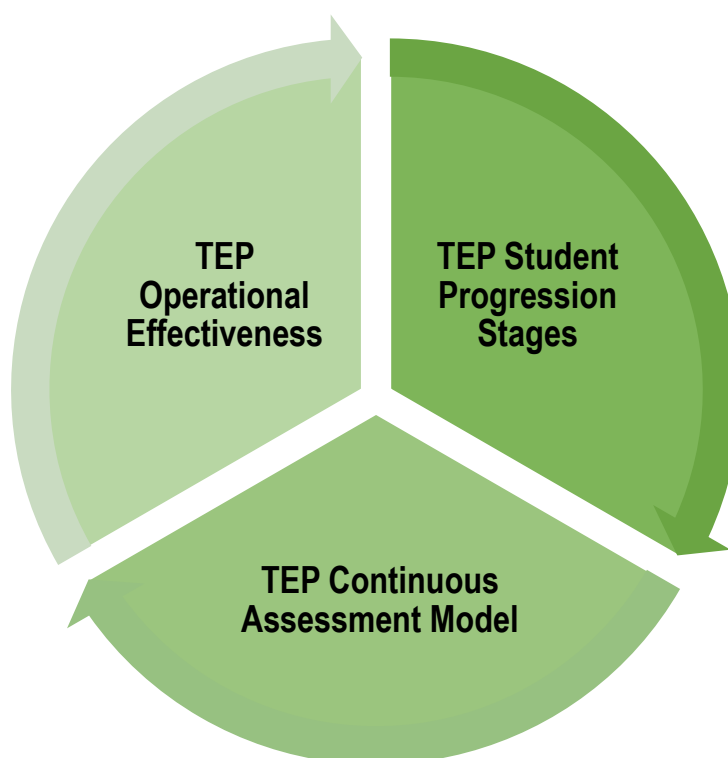 TEP
Operational
Effectiveness
TEP Student
Progression
Stages
TEP Continuous
Assessment Model